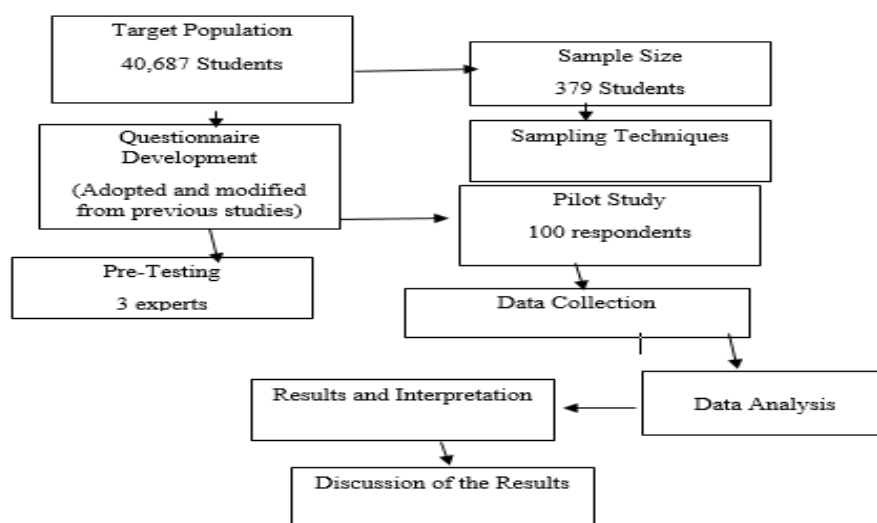 Target Population
40,687 Students
Sample Size
379 Students
Questionnaire
Development
(Adopted and modified
from previous studies)
Sampling Techniques
Pilot Study
100 respondents
Pre-Testing
3 experts
Data Collection
Results and Interpretation
Data Analysis
Discussion of the Results